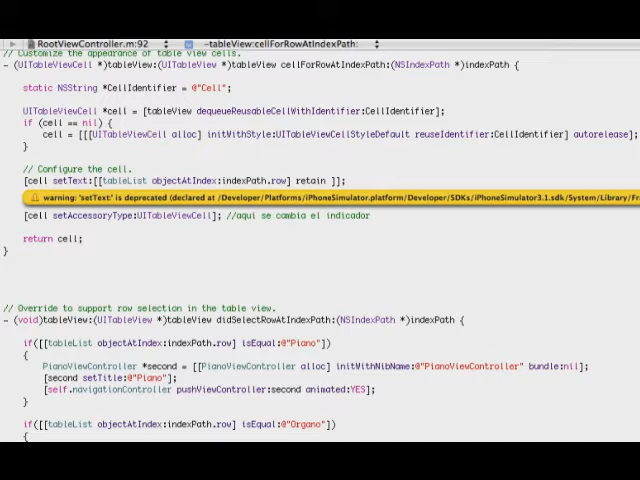 RootViewController.m:92 -tableView:cellForRowAtIndexPath:
// Customize the appearance of table view cells.
- (UITableViewCell *)tableView:(UITableView *)tableView cellForRowAtIndexPath:(NSIndexPath *)indexPath {
static NSString *CellIdentifier = @"Cell";
UITableViewCell *cell = [tableView dequeueReusableCellWithIdentifier:CellIdentifier];
if (cell == nil) {
cell = [[[UITableViewCell alloc] initWithStyle:UITableViewCellStyleDefault reuseIdentifier:CellIdentifier] autorelease];
}
// Configure the cell.
[cell setText:[[tableList objectAtIndex:indexPath.row] retain ]];
warning: 'setText' is deprecated (declared at /Developer/Platforms/iPhoneSimulator.platform/Developer/SDKs/iPhoneSimulator3.1.sdk/System/Library/Fra
[cell setAccessoryType:UITableViewCell]; //aqui se cambia el indicador
return cell;
}
// Override to support row selection in the table view.
- (void)tableView:(UITableView *)tableView didSelectRowAtIndexPath:(NSIndexPath *)indexPath {
if([[tableList objectAtIndex:indexPath.row] isEqual:@"Piano"])
{
PianoViewController *second = [[PianoViewController alloc] initWithNibName:@"PianoViewController" bundle:nil];
[second setTitle:@"Piano"];
[self.navigationController pushViewController:second animated:YES];
}
if([[tableList objectAtIndex:indexPath.row] isEqual:@"Organo"])
{